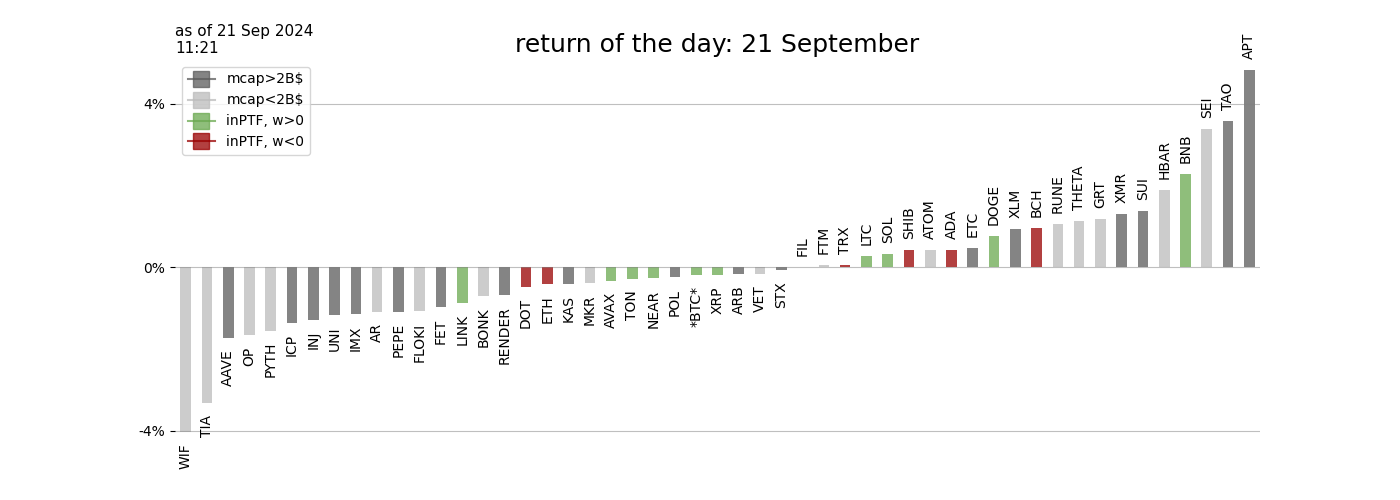 as of 21 Sep 2024
11:21
return of the day: 21 September
mcap>2B$
mcap<2B$
inPTF, w>0
inPTF, w<0
4%
0%
-4%
WIF
TIA
AAVE
OP
PYTH
ICP
INJ
UNI
IMX
AR
PEPE
FLOKI
FET
LINK
BONK
RENDER
DOT
ETH
KAS
MKR
AVAX
TON
NEAR
POL
*BTC*
XRP
ARB
VET
STX
FIL
FTM
TRX
LTC
SOL
SHIB
ATOM
ADA
ETC
DOGE
XLM
BCH
RUNE
THETA
GRT
XMR
SUI
HBAR
BNB
SEI
TAO
APT